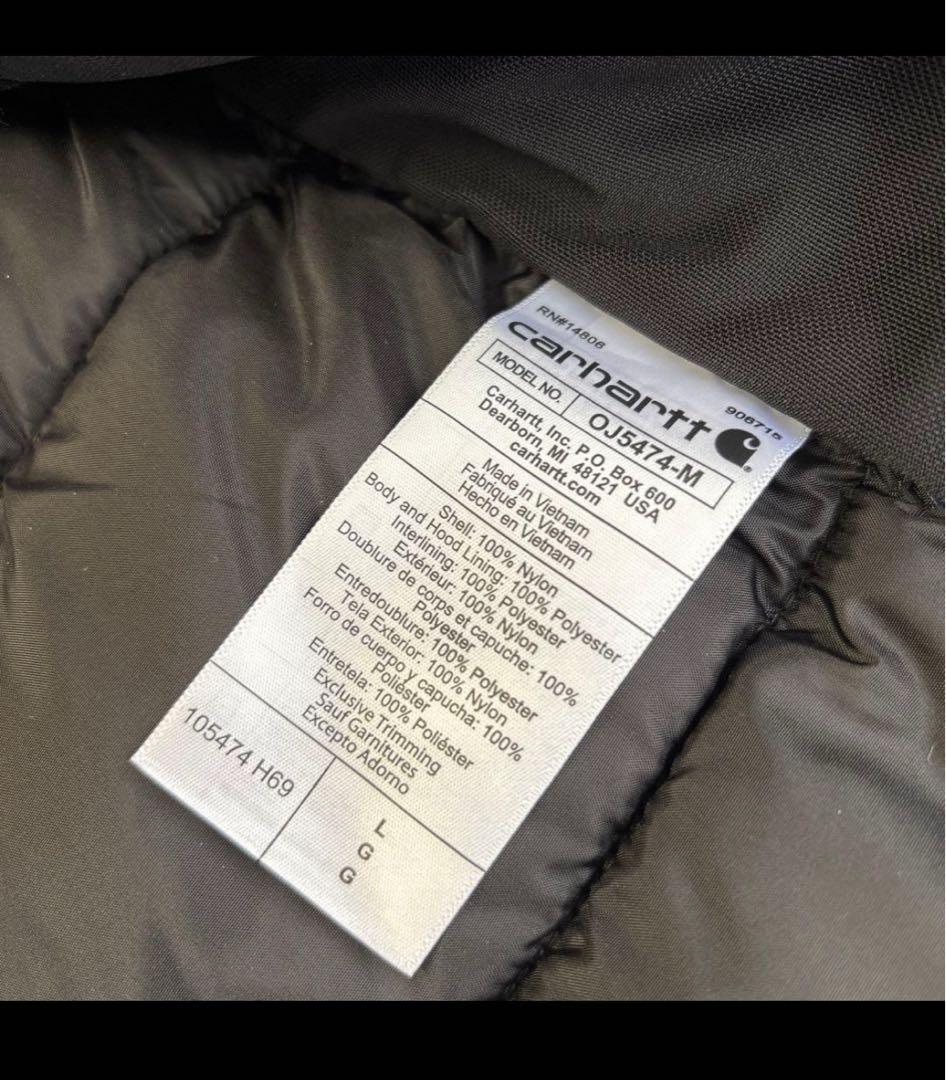 RN#14806
906715
carhartt
MODEL NO. OJ5474-M
Carhartt, Inc. P.O. Box 600
Dearborn, MI 48121 USA
carhartt.com
Made in Vietnam
Fabriqué au Vietnam
Hecho en Vietnam
Shell: 100% Nylon
Body and Hood Lining: 100% Polyester
Interlining: 100% Polyester
Extérieur: 100% Nylon
Doublure de corps et capuche: 100%
Polyester
Entredoublure: 100% Polyester
Tela Exterior: 100% Nylon
Forro de cuerpo y capucha: 100%
Poliéster
Entretela: 100% Poliéster
Exclusive Trimming
Sauf Garnitures
Excepto Adorno
105474 H69
L
G
G